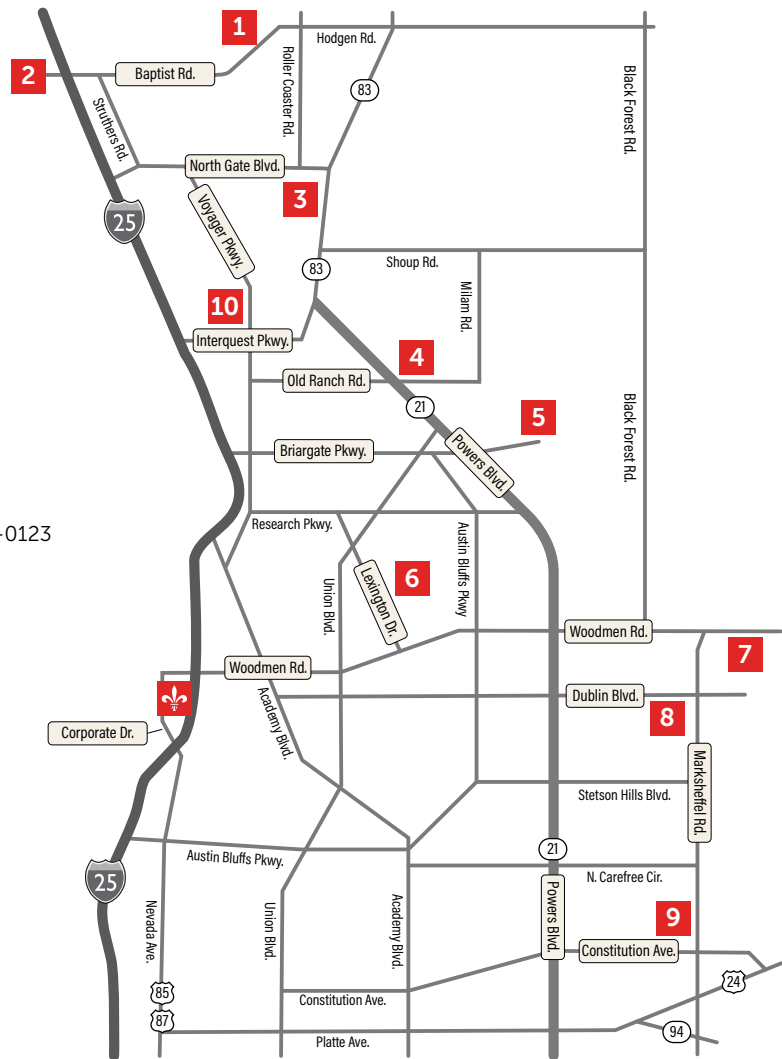 1
Hodgen Rd.
2
Baptist Rd.
Roller Coaster Rd.
83
Black Forest Rd.
Struthers Rd.
North Gate Blvd.
3
Voyager Pkwy.
25
83
Shoup Rd.
Milam Rd.
10
Interquest Pkwy.
4
Old Ranch Rd.
21
5
Black Forest Rd.
Briargate Pkwy.
Powers Blvd.
-0123
Research Pkwy.
Austin Bluffs Pkwy
Union Blvd.
Lexington Dr.
6
Woodmen Rd.
7
Woodmen Rd.
Academy Blvd.
Dublin Blvd.
8
Corporate Dr.
Marksheffel Rd.
Stetson Hills Blvd.
21
Austin Bluffs Pkwy.
25
N. Carefree Cir.
Nevada Ave.
Union Blvd.
Academy Blvd.
Powers Blvd.
9
Constitution Ave.
24
85
Constitution Ave.
87
94
Platte Ave.